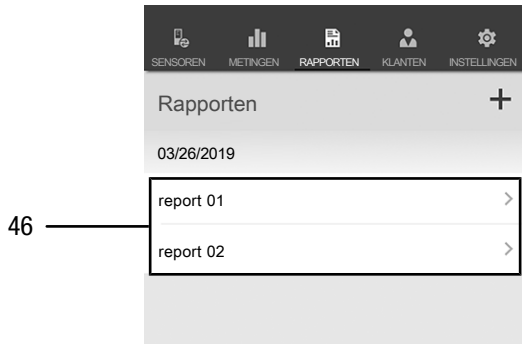 SENSOREN METINGEN RAPPORTEN KLANTEN INSTELLINGEN
Rapporten +
03/26/2019
report 01
46
report 02